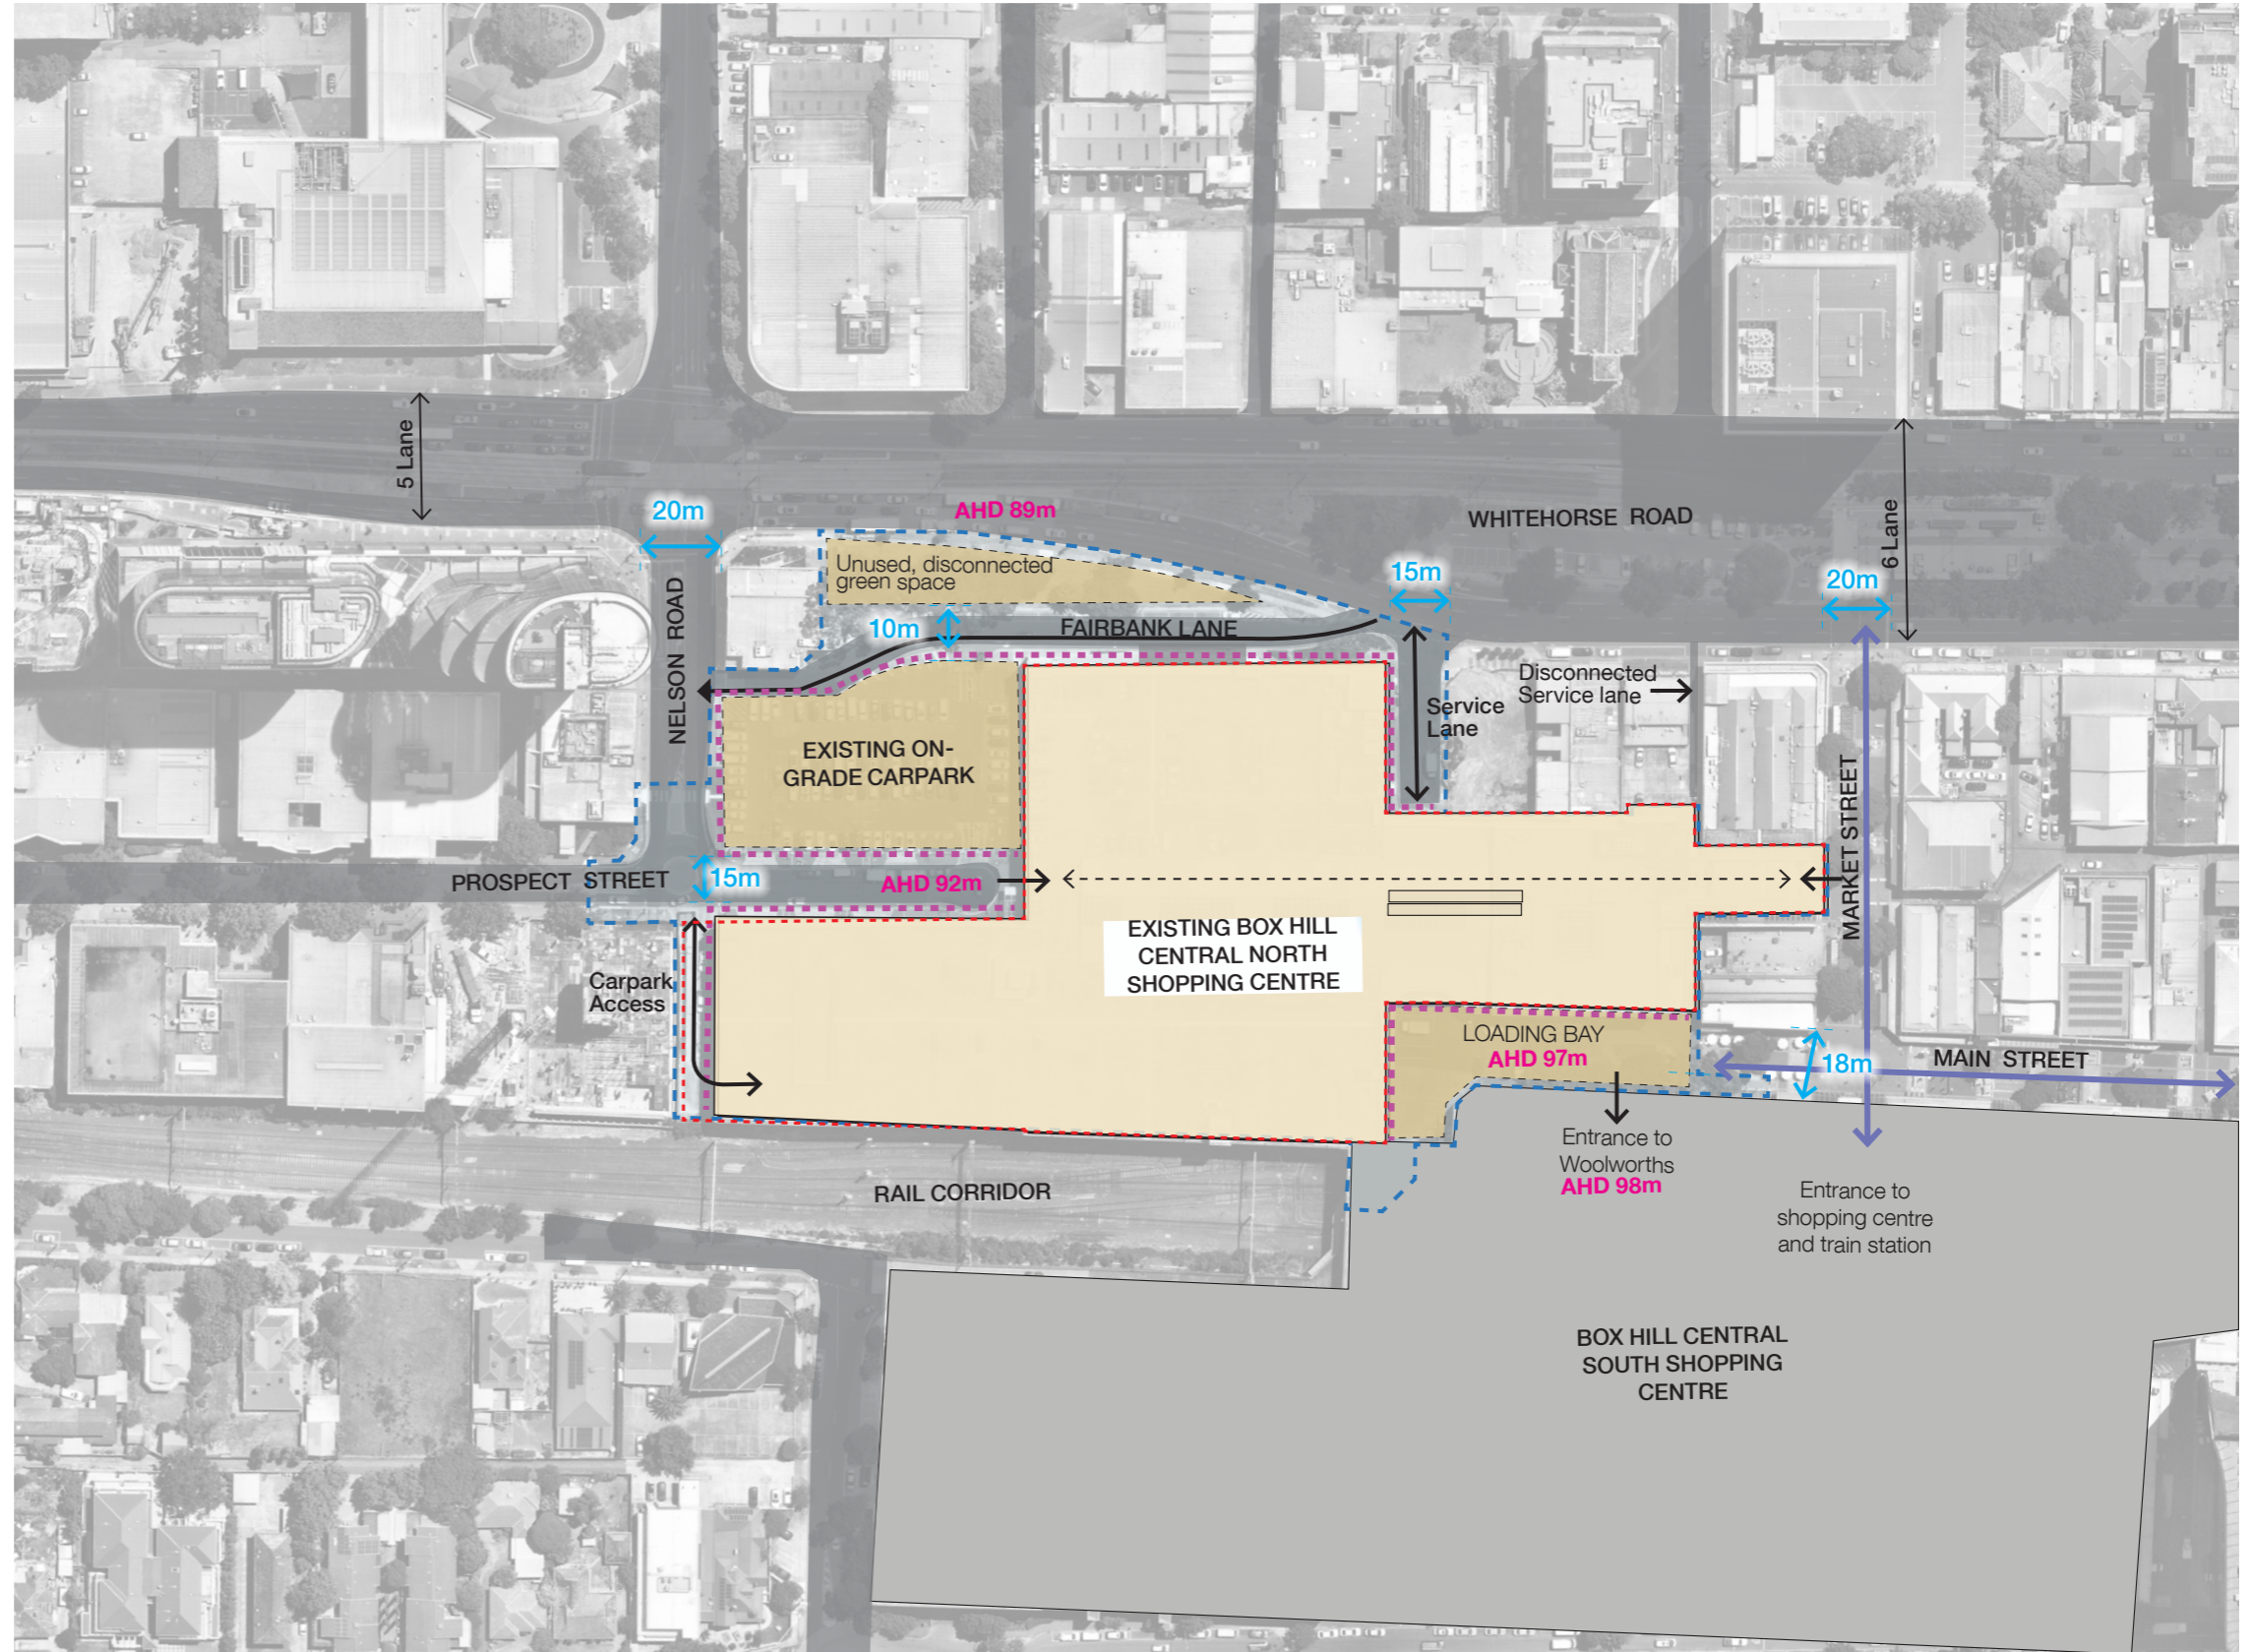 5 Lane
20m
AHD 89m
WHITEHORSE ROAD
6 Lane
Unused, disconnected
green space
15m
20m
10m
FAIRBANK LANE
NELSON ROAD
Disconnected
Service lane
Service
Lane
EXISTING ON-
GRADE CARPARK
MARKET STREET
PROSPECT STREET
15m
AHD 92m
EXISTING BOX HILL
CENTRAL NORTH
SHOPPING CENTRE
Carpark
Access
LOADING BAY
AHD 97m
18m
MAIN STREET
Entrance to
Woolworths
AHD 98m
RAIL CORRIDOR
Entrance to
shopping centre
and train station
BOX HILL CENTRAL
SOUTH SHOPPING
CENTRE